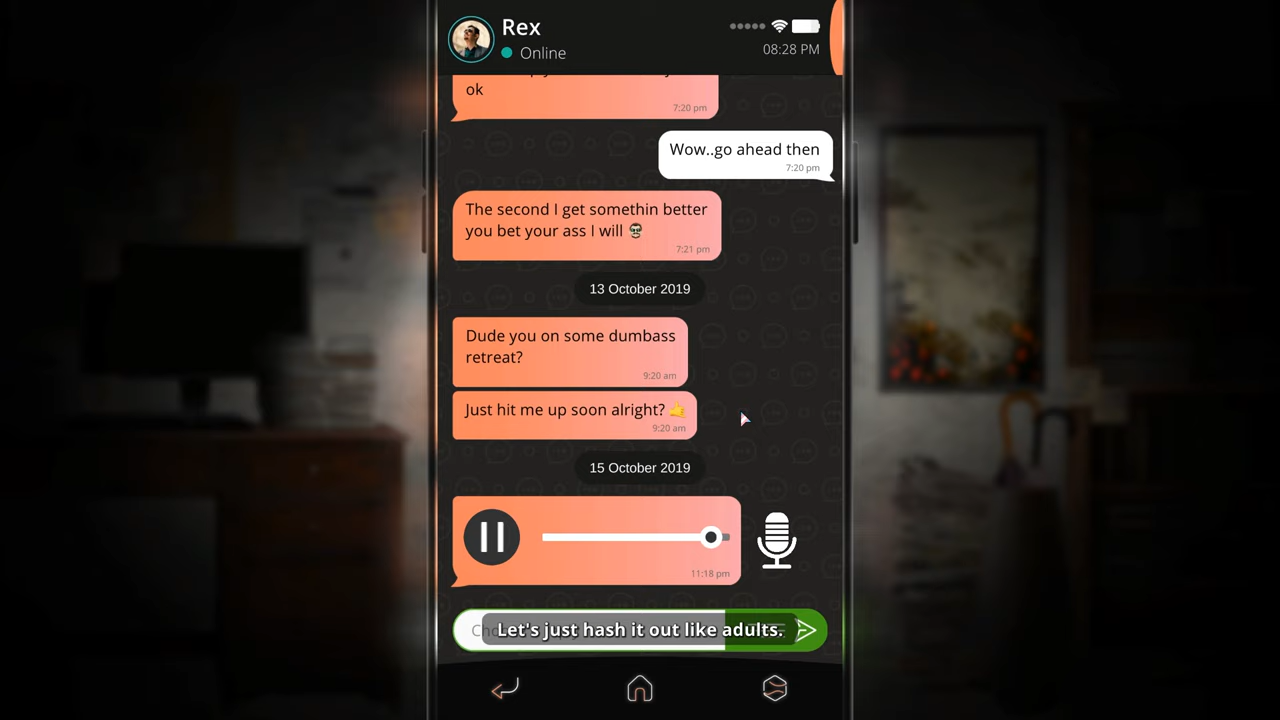 Rex
Online
08:28 PM
ok
7:20 pm
Wow..go ahead then
7:20 pm
The second I get somethin better
you bet your ass I will
7:21 pm
13 October 2019
Dude you on some dumbass
retreat?
9:20 am
Just hit me up soon alright?
9:20 am
15 October 2019
11:18 pm
Let's just hash it out like adults.